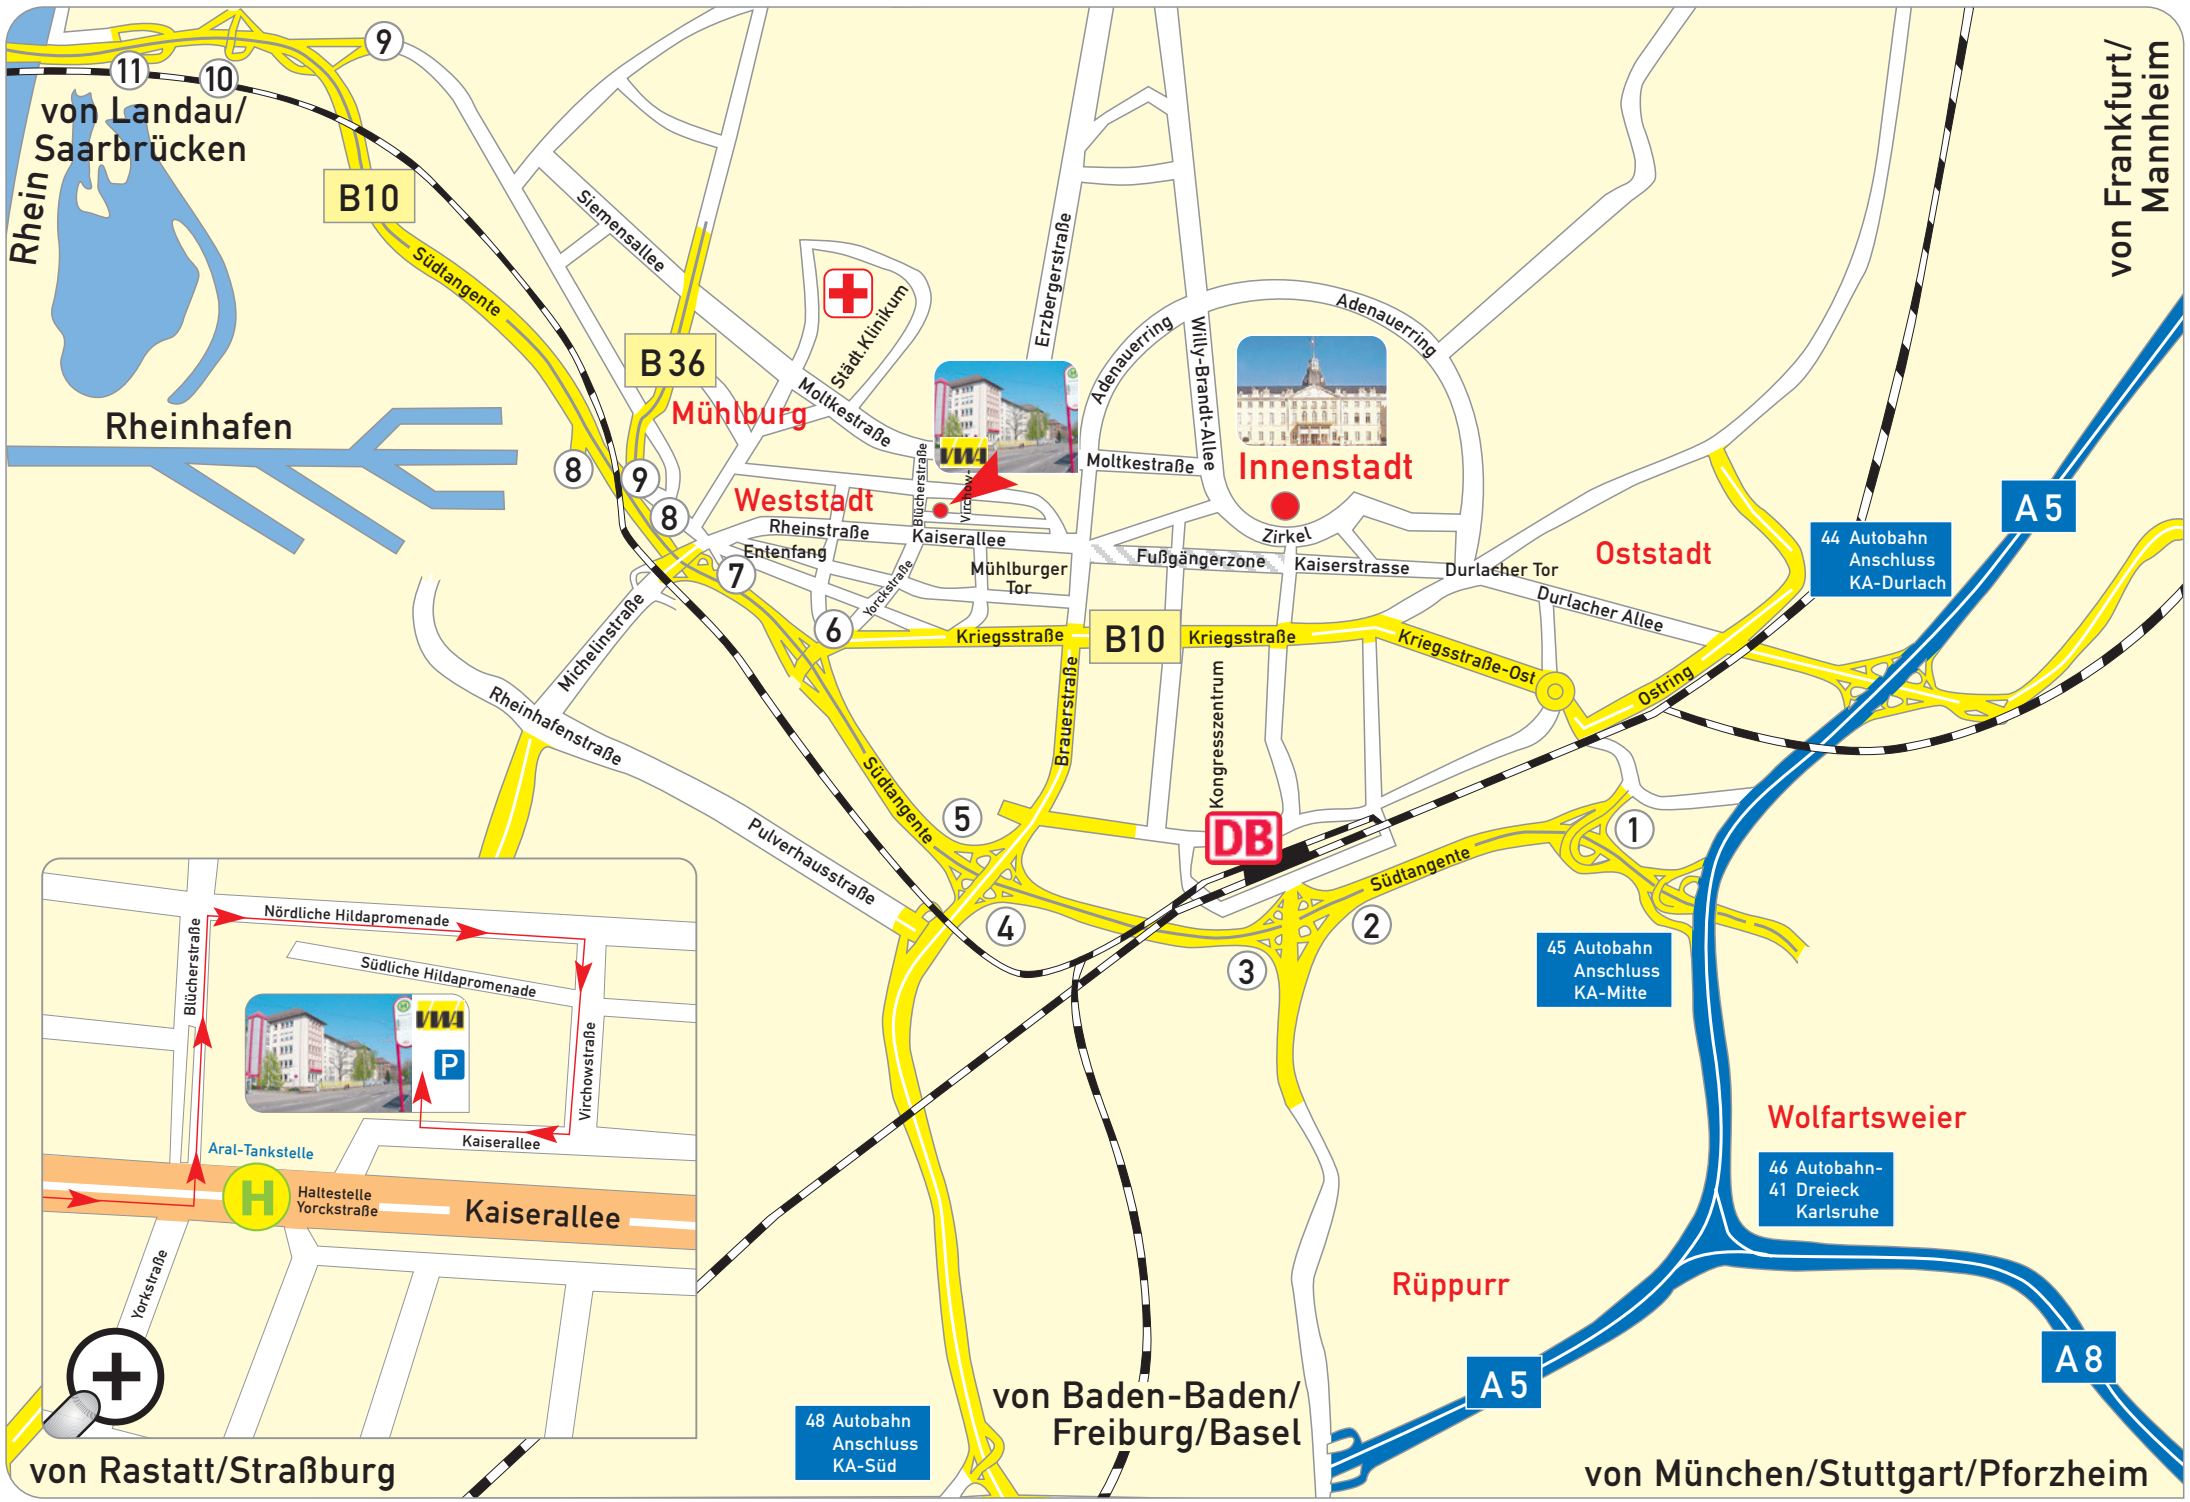 9
11
10
von Landau/
Saarbrücken
Rhein
B10
Südtangente
Siemensallee
B 36
Städt.Klinikum
Erzbergerstraße
Adenauerring
Adenauerring
Willy-Brandt-Allee
von Frankfurt/
Mannheim
Rheinhafen
Mühlburg
Moltkestraße
VWA
Moltkestraße
Innenstadt
8
9
8
Weststadt
Blücherstraße
Virchow-
Rheinstraße
Kaiserallee
Zirkel
Entenfang
7
Mühlburger
Tor
Yorckstraße
Fußgängerzone
Kaiserstrasse
Durlacher Tor
Durlacher Allee
Oststadt
A 5
44 Autobahn
Anschluss
KA-Durlach
6
Kriegsstraße
B10
Kriegsstraße
Kriegsstraße-Ost
Ostring
Michelinstraße
Rheinhafenstraße
Brauerstraße
Kongresszentrum
Südtangente
Pulverhausstraße
5
DB
1
Südtangente
4
2
3
45 Autobahn
Anschluss
KA-Mitte
Nördliche Hildapromenade
Blücherstraße
Südliche Hildapromenade
VWA
P
Virchowstraße
Kaiserallee
Aral-Tankstelle
H
Haltestelle
Yorckstraße
Kaiserallee
Yorkstraße
Wolfartsweier
46 Autobahn-
41 Dreieck
Karlsruhe
Rüppurr
A 5
A 8
von Baden-Baden/
Freiburg/Basel
48 Autobahn
Anschluss
KA-Süd
von Rastatt/Straßburg
von München/Stuttgart/Pforzheim